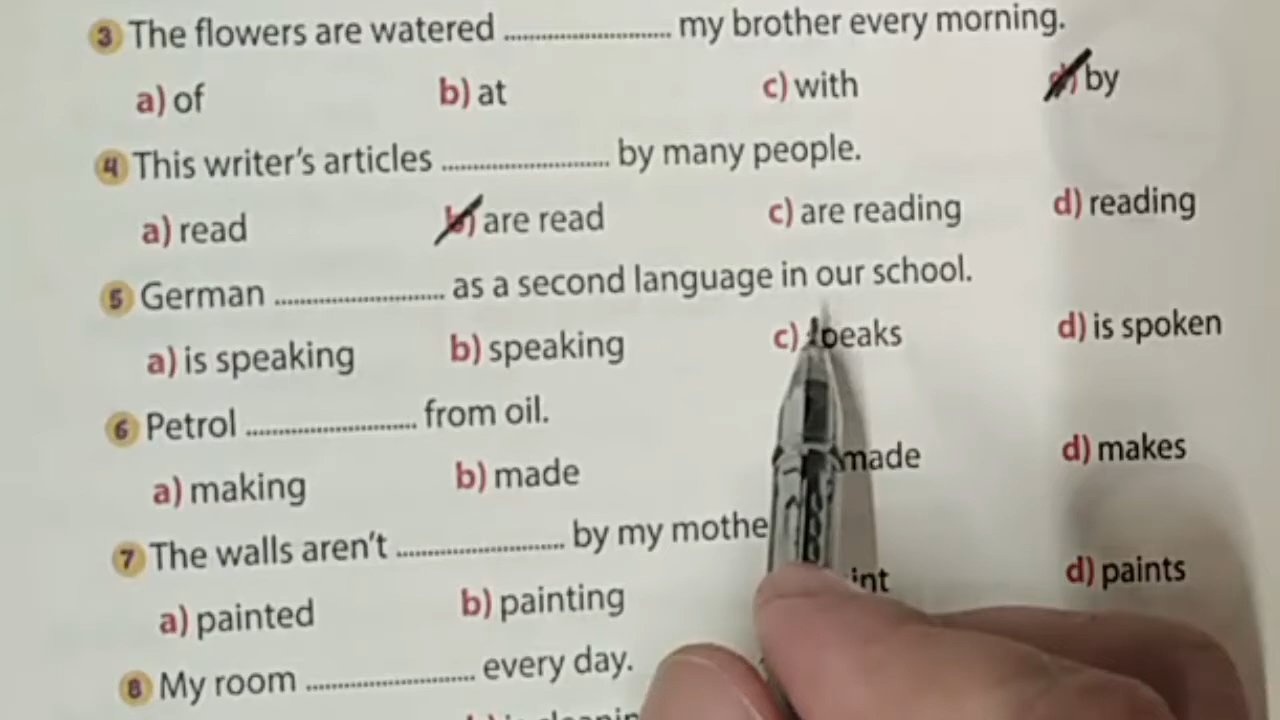 3 The flowers are watered .......................... my brother every morning.
a) of b) at c) with d) by
4 This writer's articles .......................... by many people.
a) read b) are read c) are reading d) reading
5 German .......................... as a second language in our school.
a) is speaking b) speaking c) d) is spoken
6 Petrol .......................... from oil.
a) making b) made made d) makes
7 The walls aren't .......................... by my
a) painted b) painting d) paints
8 My room .......................... every day.